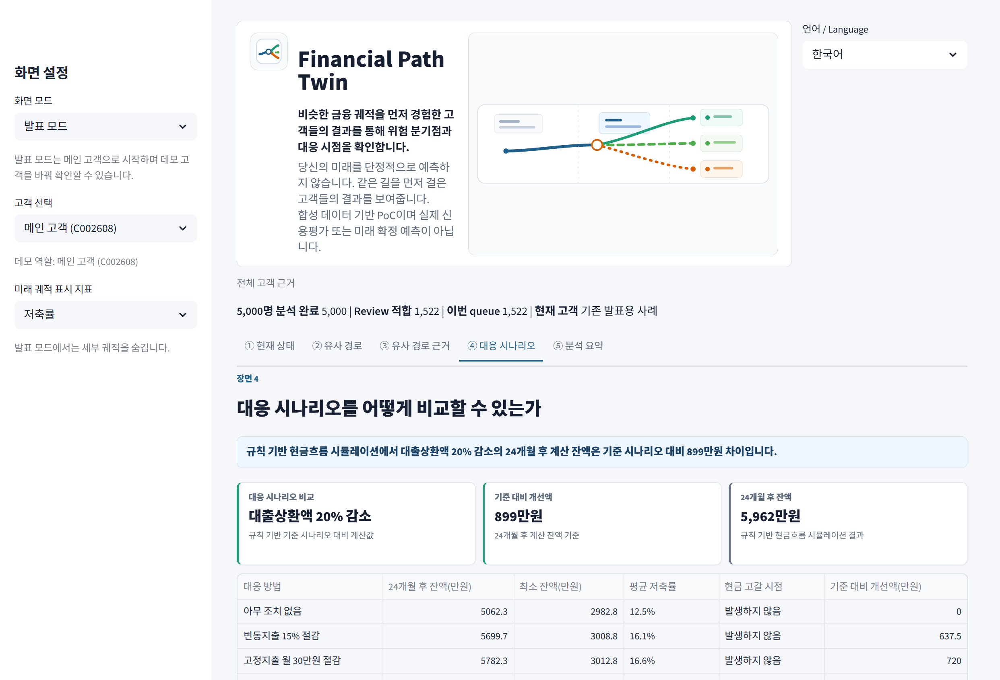 화면 설정
화면 모드
발표 모드
발표 모드는 메인 고객으로 시작하며 데모 고
객을 바꿔 확인할 수 있습니다.
고객 선택
메인 고객 (C002608)
데모 역할: 메인 고객 (C002608)
미래 궤적 표시 지표
저축률
발표 모드에서는 세부 궤적을 숨깁니다.
Financial Path
Twin
비슷한 금융 궤적을 먼저 경험한 고
객들의 결과를 통해 위험 분기점과
대응 시점을 확인합니다.
당신의 미래를 단정적으로 예측하
지 않습니다. 같은 길을 먼저 걸은
고객들의 결과를 보여줍니다.
합성 데이터 기반 PoC이며 실제 신
용평가 또는 미래 확정 예측이 아닙
니다.
언어 / Language
한국어
전체 고객 근거
5,000명 분석 완료 5,000 | Review 적합 1,522 | 이번 queue 1,522 | 현재 고객 기존 발표용 사례
① 현재 상태 ② 유사 경로 ③ 유사 경로 근거 ④ 대응 시나리오 ⑤ 분석 요약
장면 4
대응 시나리오를 어떻게 비교할 수 있는가
규칙 기반 현금흐름 시뮬레이션에서 대출상환액 20% 감소의 24개월 후 계산 잔액은 기준 시나리오 대비 899만원 차이입니다.
대응 시나리오 비교
대출상환액 20% 감소
규칙 기반 기준 시나리오 대비 계산값
기준 대비 개선액
899만원
24개월 후 계산 잔액 기준
24개월 후 잔액
5,962만원
규칙 기반 현금흐름 시뮬레이션 결과
대응 방법 24개월 후 잔액(만원) 최소 잔액(만원) 평균 저축률 현금 고갈 시점 기준 대비 개선액(만원)
아무 조치 없음 5062.3 2982.8 12.5% 발생하지 않음 0
변동지출 15% 절감 5699.7 3008.8 16.1% 발생하지 않음 637.5
고정지출 월 30만원 절감 5782.3 3012.8 16.6% 발생하지 않음 720